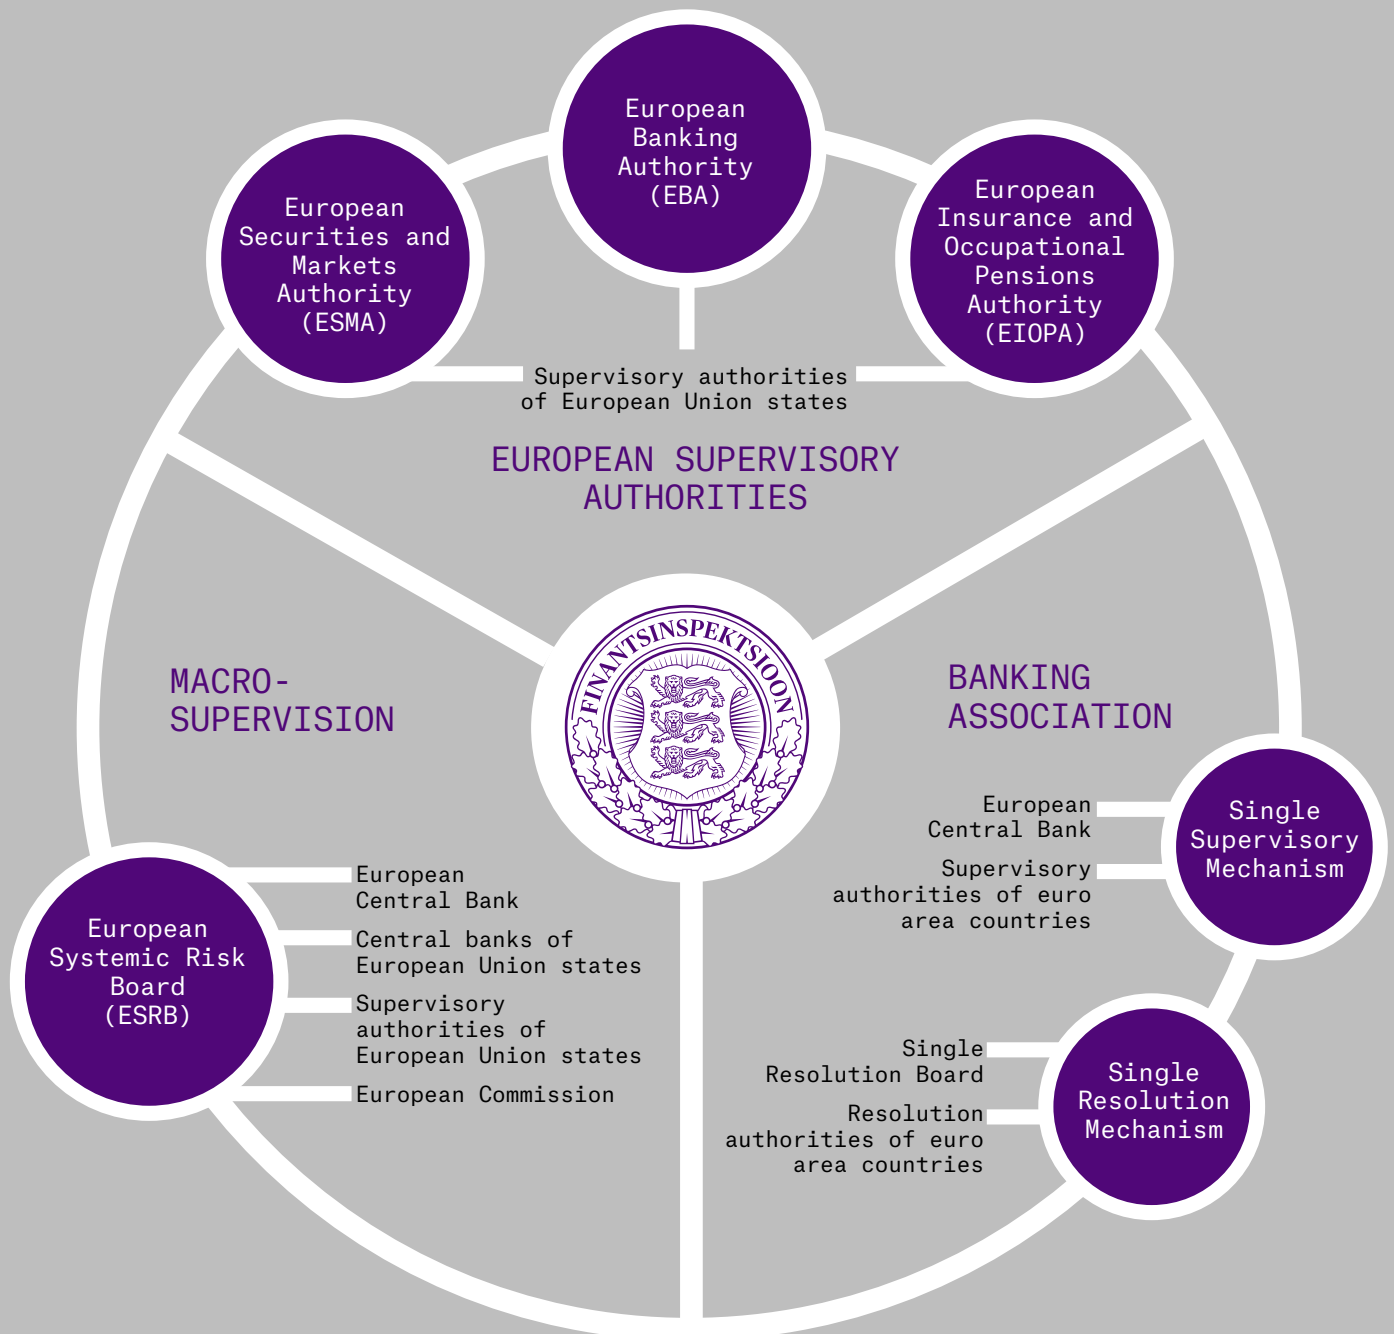 European
Banking
Authority
(EBA)
European
Securities and
Markets
Authority
(ESMA)
European
Insurance and
Occupational
Pensions
Authority
(EIOPA)
Supervisory authorities
of European Union states
EUROPEAN SUPERVISORY
AUTHORITIES
FINANTSINSPEKTSIOON
MACRO-
SUPERVISION
European
Systemic Risk
Board
(ESRB)
European
Central Bank
Central banks of
European Union states
Supervisory
authorities of
European Union states
European Commission
BANKING
ASSOCIATION
European
Central Bank
Supervisory
authorities of euro
area countries
Single
Supervisory
Mechanism
Single
Resolution Board
Resolution
authorities of euro
area countries
Single
Resolution
Mechanism